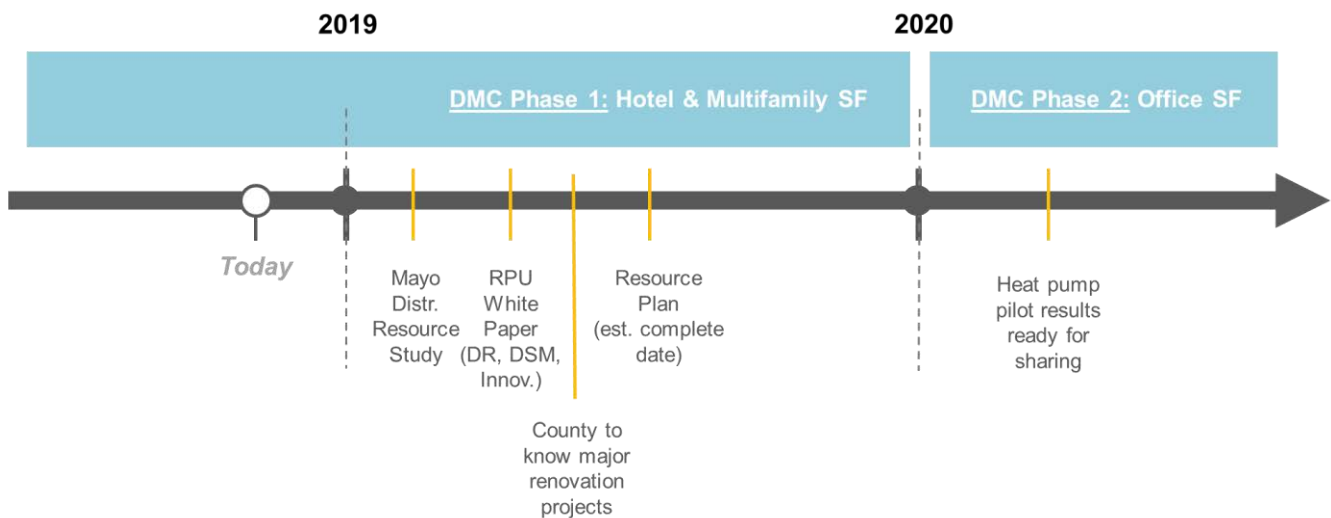 2019
2020
DMC Phase 1: Hotel & Multifamily SF
DMC Phase 2: Office SF
Today
Mayo
Distr.
Resource
Study
RPU
White
Paper
(DR, DSM,
Innov.)
County to
know major
renovation
projects
Resource
Plan
(est. complete
date)
Heat pump
pilot results
ready for
sharing